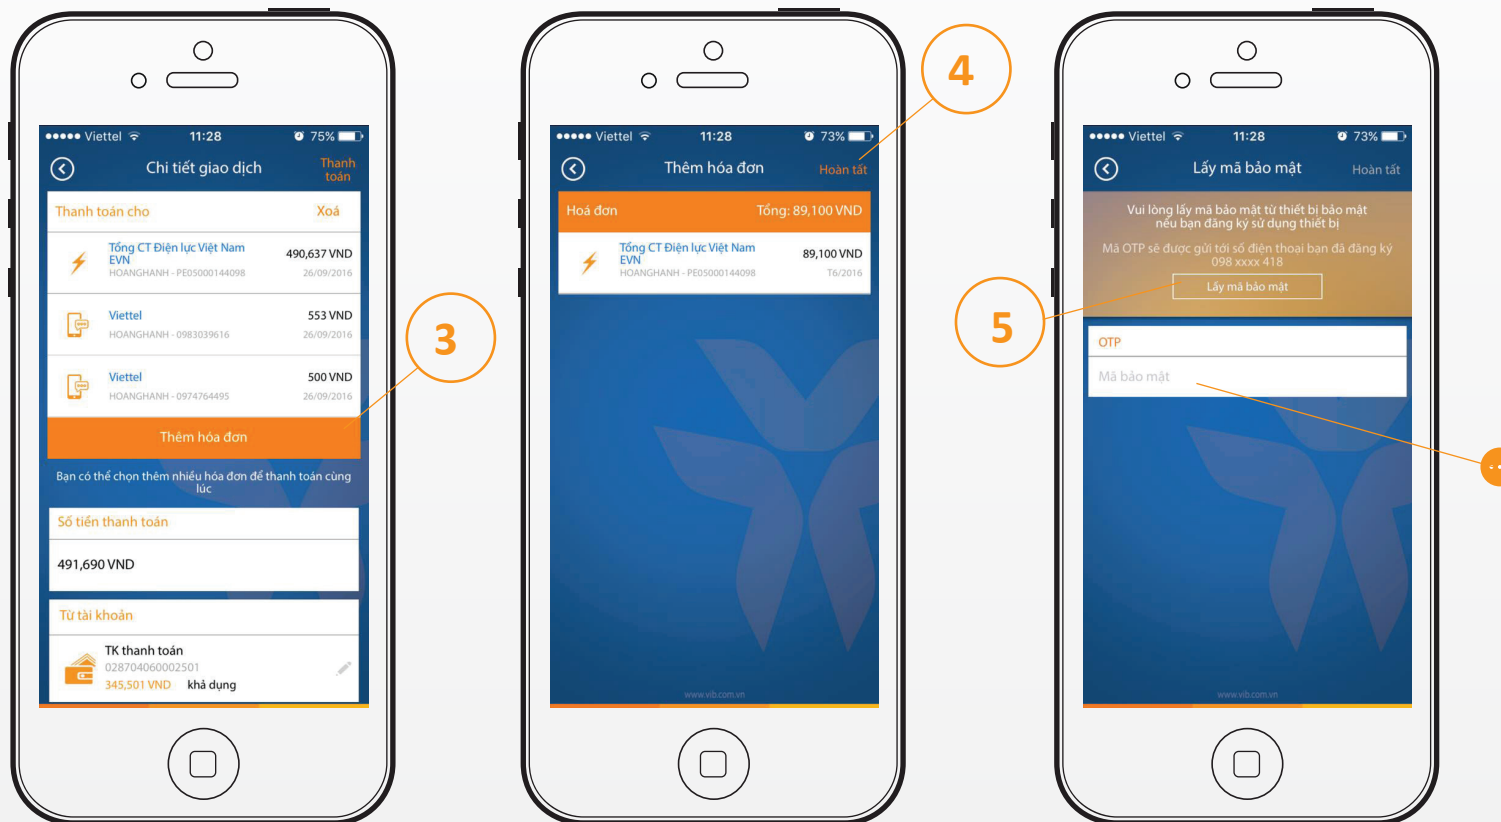 Viettel 11:28 75%
Chi tiết giao dịch
Thanh
toán
Thanh toán cho Xoá
Tổng CT Điện lực Việt Nam
EVN
490,637 VND
HOANGHANH - PE05000144098 26/09/2016
Viettel 553 VND
HOANGHANH - 0983039616 26/09/2016
Viettel 500 VND
HOANGHANH - 0974764495 26/09/2016
Thêm hóa đơn
Bạn có thể chọn thêm nhiều hóa đơn để thanh toán cùng
lúc
Số tiền thanh toán
491,690 VND
Từ tài khoản
TK thanh toán
028704060002501
345,501 VND khả dụng
3
Viettel 11:28 73%
Thêm hóa đơn Hoàn tất
Hoá đơn Tổng: 89,100 VND
Tổng CT Điện lực Việt Nam
EVN
89,100 VND
HOANGHANH - PE05000144098 T6/2016
www.vib.com.vn
4
Viettel 11:28 73%
Lấy mã bảo mật Hoàn tất
Vui lòng lấy mã bảo mật từ thiết bị bảo mật
nếu bạn đăng ký sử dụng thiết bị
Mã OTP sẽ được gửi tới số điện thoại bạn đã đăng ký
098 xxxx 418
Lấy mã bảo mật
5
OTP
Mã bảo mật
www.vib.com.vn